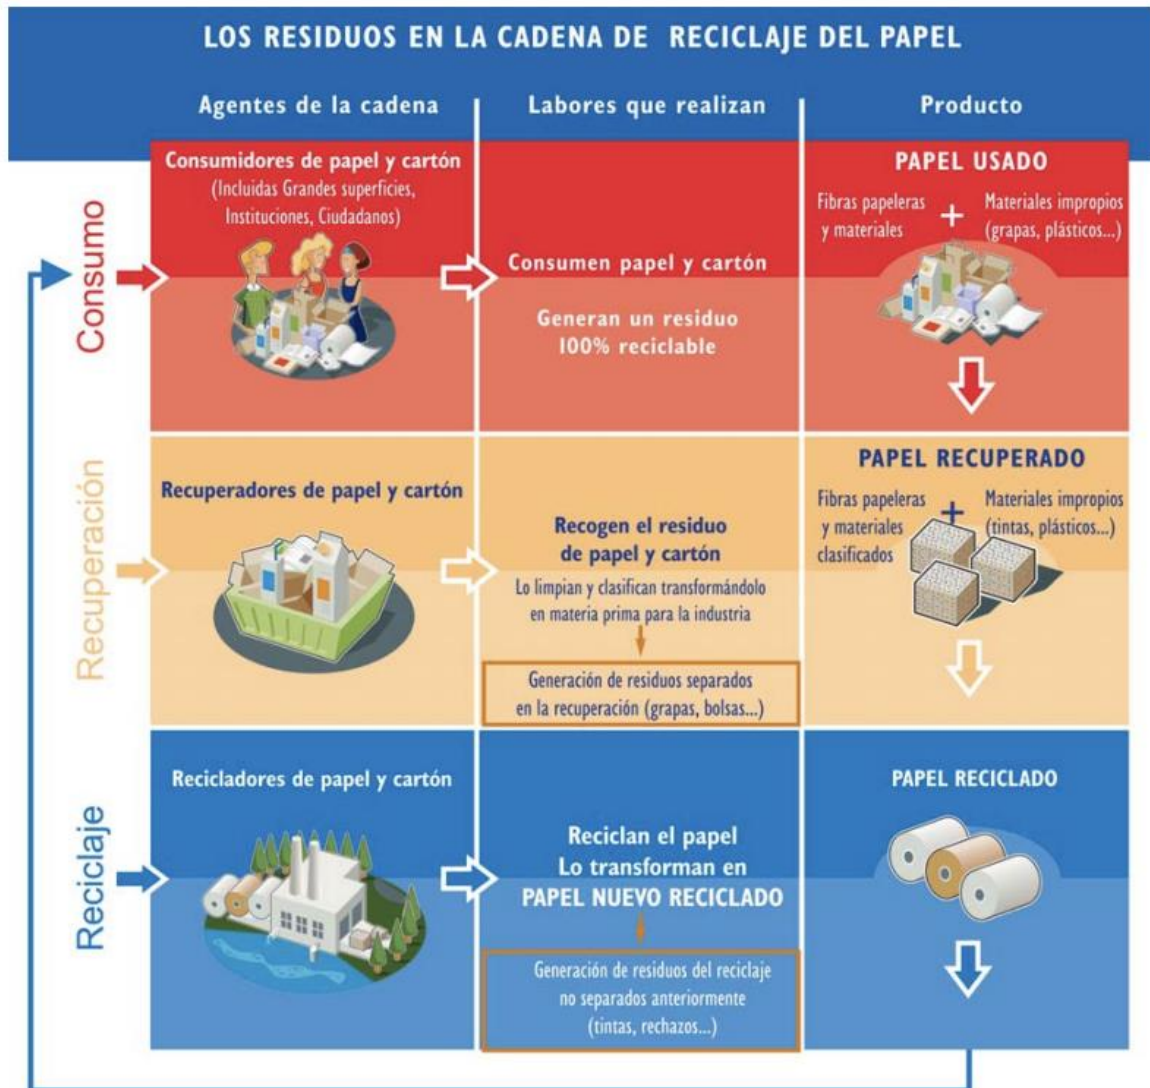 LOS RESIDUOS EN LA CADENA DE RECICLAJE DEL PAPEL
Agentes de la cadena
Labores que realizan
Producto
Consumo
Consumidores de papel y cartón
(Incluidas Grandes superficies,
Instituciones, Ciudadanos)
Consumen papel y cartón
Generan un residuo
100% reciclable
PAPEL USADO
Fibras papeleras
y materiales
+
Materiales impropios
(grapas, plásticos...)
Recuperación
Recuperadores de papel y cartón
Recogen el residuo
de papel y cartón
Lo limpian y clasifican transformándolo
en materia prima para la industria
Generación de residuos separados
en la recuperación (grapas, bolsas...)
PAPEL RECUPERADO
Fibras papeleras
y materiales
clasificados
+
Materiales impropios
(tintas, plásticos...)
Reciclaje
Recicladores de papel y cartón
Reciclan el papel
Lo transforman en
PAPEL NUEVO RECICLADO
Generación de residuos del reciclaje
no separados anteriormente
(tintas, rechazos...)
PAPEL RECICLADO